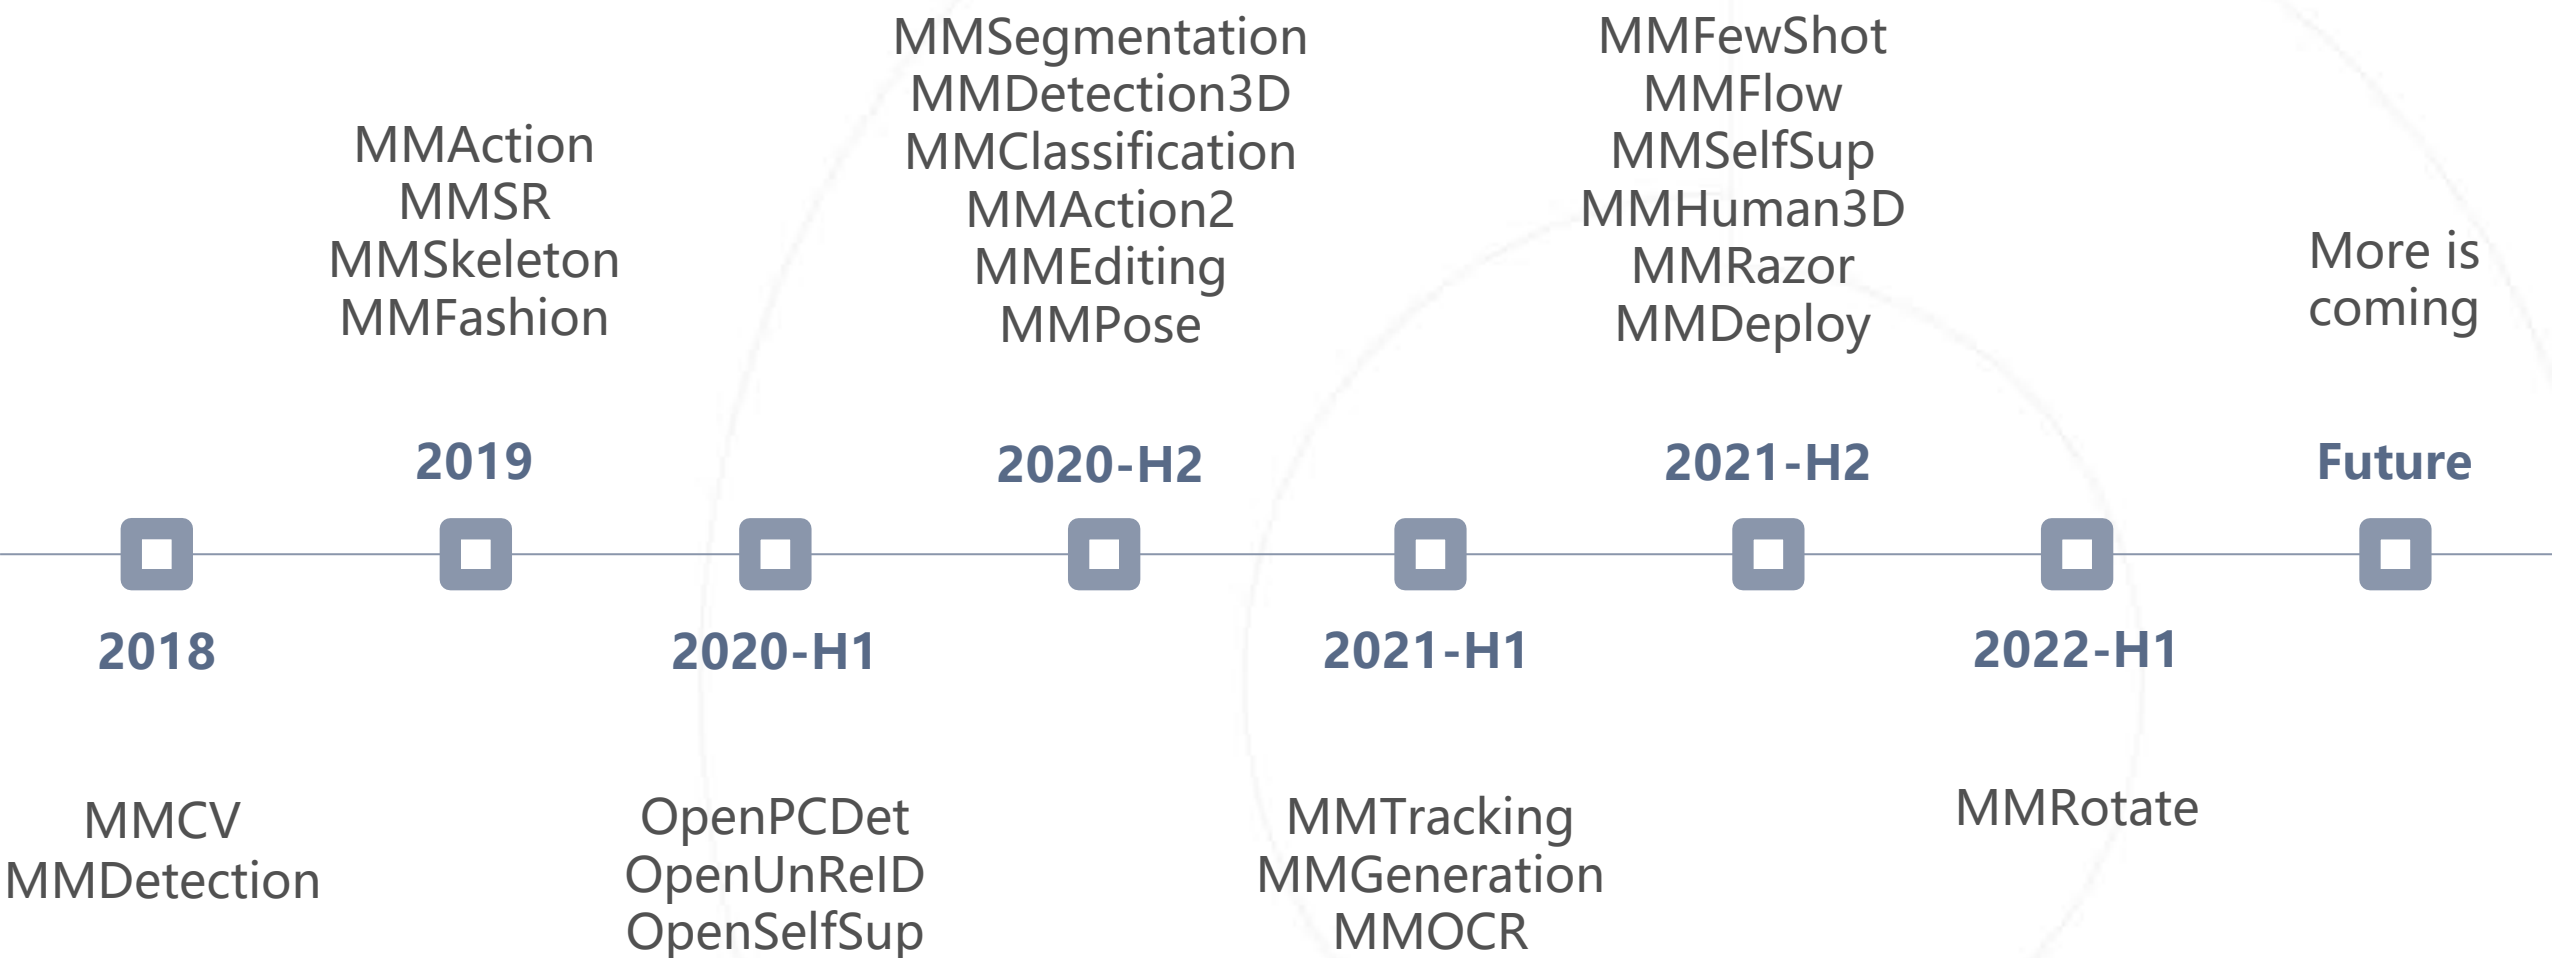 MMSegmentation
MMDetection3D
MMClassification
MMAction2
MMEditing
MMPose
MMFewShot
MMFlow
MMSelfSup
MMHuman3D
MMRazor
MMDeploy
MMAction
MMSR
MMSkeleton
MMFashion
More is
coming
2019
2020-H2
2021-H2
Future
2018
2020-H1
2021-H1
2022-H1
MMCV
MMDetection
OpenPCDet
OpenUnReID
OpenSelfSup
MMTracking
MMGeneration
MMOCR
MMRotate